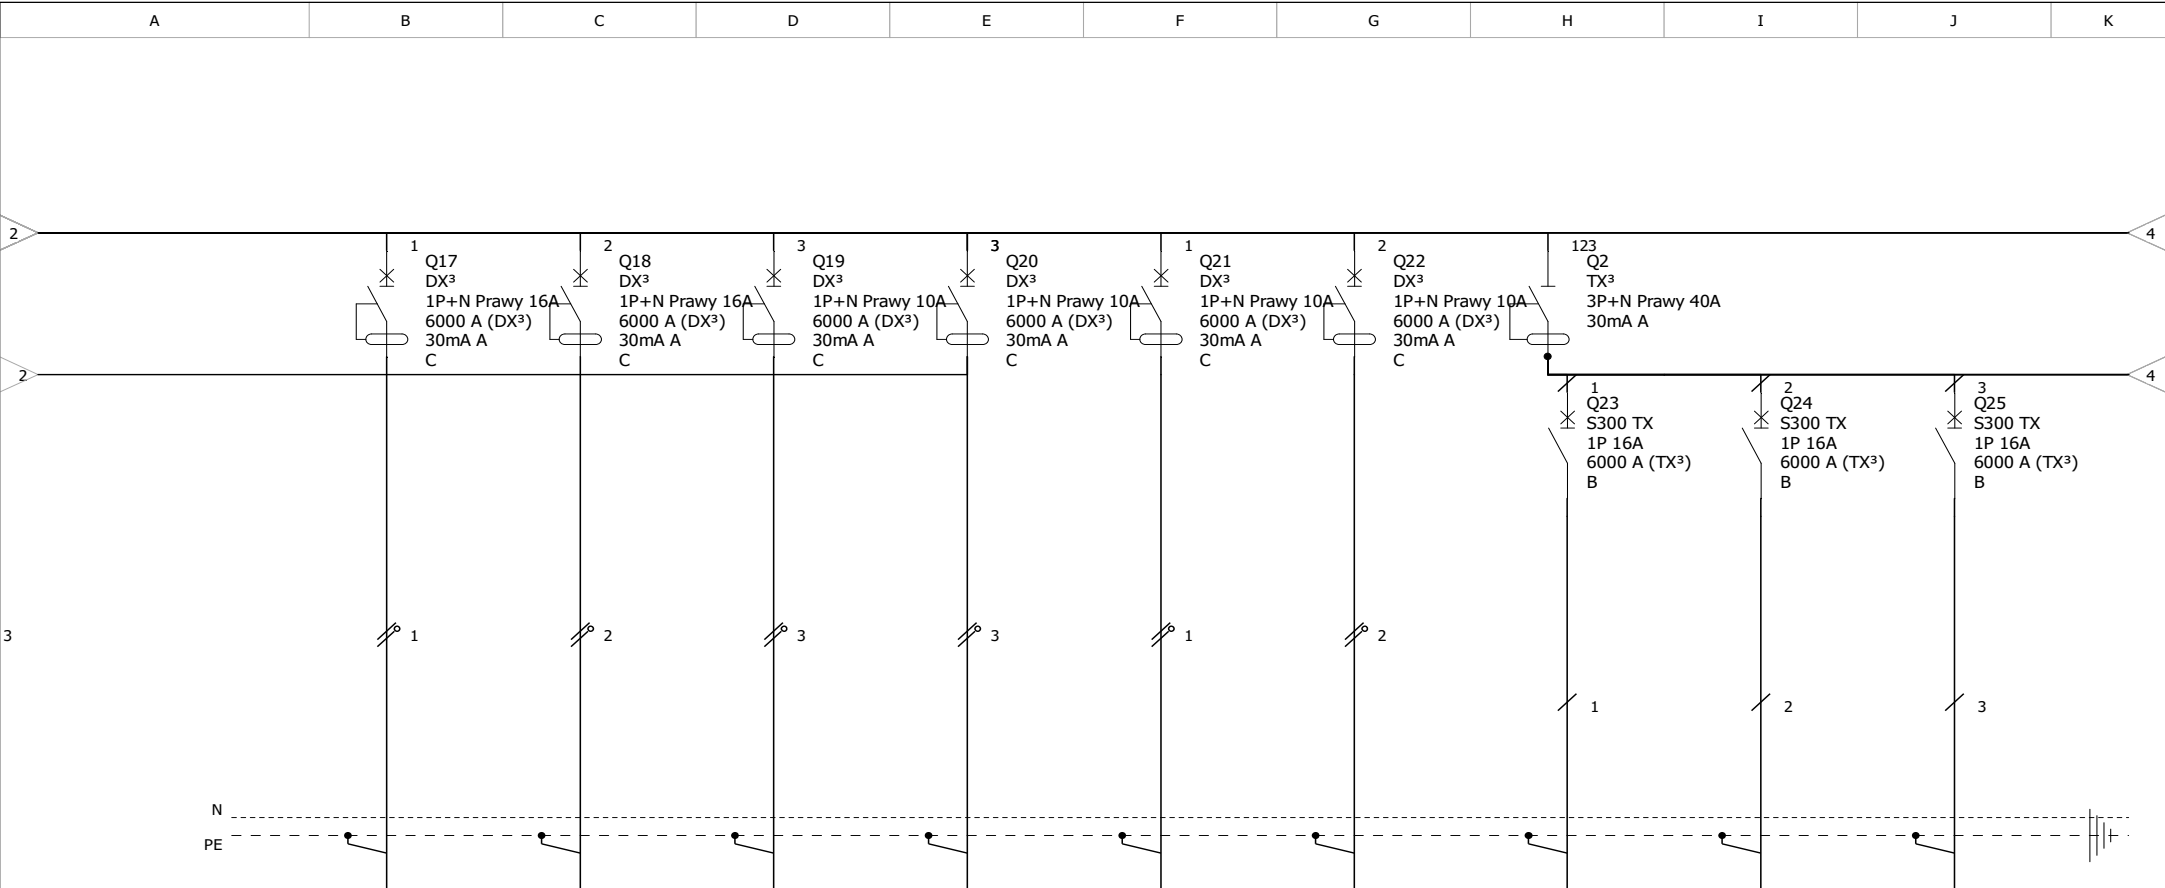 A B C D E F G H I J K
2 4
1 2 3 3 1 2 123
Q17
DX³
1P+N Prawy 16A
6000 A (DX³)
30mA A
C
Q18
DX³
1P+N Prawy 16A
6000 A (DX³)
30mA A
C
Q19
DX³
1P+N Prawy 10A
6000 A (DX³)
30mA A
C
Q20
DX³
1P+N Prawy 10A
6000 A (DX³)
30mA A
C
Q21
DX³
1P+N Prawy 10A
6000 A (DX³)
30mA A
C
Q22
DX³
1P+N Prawy 10A
6000 A (DX³)
30mA A
C
Q2
TX³
3P+N Prawy 40A
30mA A
2 4
1 2 3
Q23
S300 TX
1P 16A
6000 A (TX³)
B
Q24
S300 TX
1P 16A
6000 A (TX³)
B
Q25
S300 TX
1P 16A
6000 A (TX³)
B
3 1 2 3 3 1 2
1 2 3
N
PE